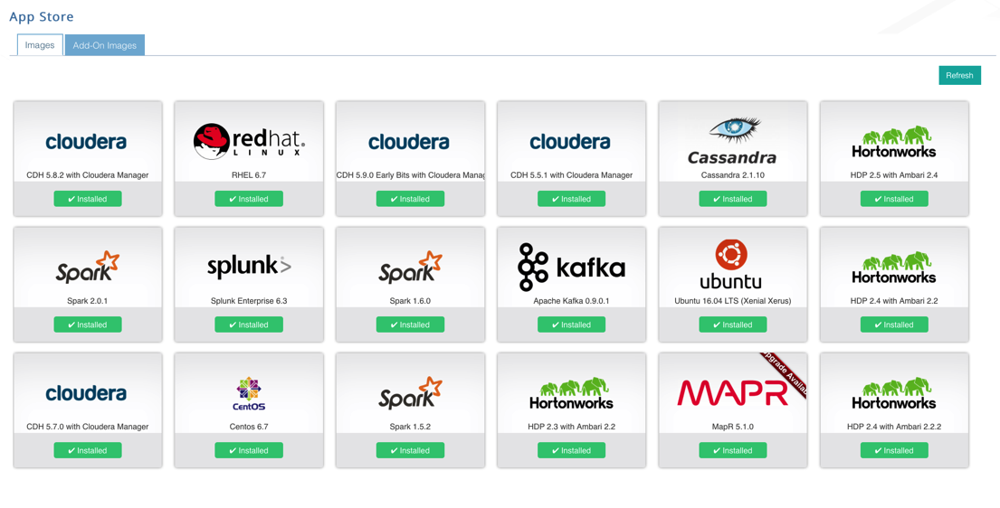 App Store
Images
Add-On Images
Refresh
cloudera
CDH 5.8.2 with Cloudera Manager
✔ Installed
redhat.
LINUX
RHEL 6.7
✔ Installed
cloudera
CDH 5.9.0 Early Bits with Cloudera Manag
✔ Installed
cloudera
CDH 5.5.1 with Cloudera Manager
✔ Installed
Cassandra
Cassandra 2.1.10
✔ Installed
Hortonworks
HDP 2.5 with Ambari 2.4
✔ Installed
Spark
Spark 2.0.1
✔ Installed
splunk>
Splunk Enterprise 6.3
✔ Installed
Spark
Spark 1.6.0
✔ Installed
kafka
Apache Kafka 0.9.0.1
✔ Installed
ubuntu
Ubuntu 16.04 LTS (Xenial Xerus)
✔ Installed
Hortonworks
HDP 2.4 with Ambari 2.2
✔ Installed
cloudera
CDH 5.7.0 with Cloudera Manager
✔ Installed
CentOS
Centos 6.7
✔ Installed
Spark
Spark 1.5.2
✔ Installed
Hortonworks
HDP 2.3 with Ambari 2.2
✔ Installed
pgrade Availa
MAPR
MapR 5.1.0
✔ Installed
Hortonworks
HDP 2.4 with Ambari 2.2.2
✔ Installed